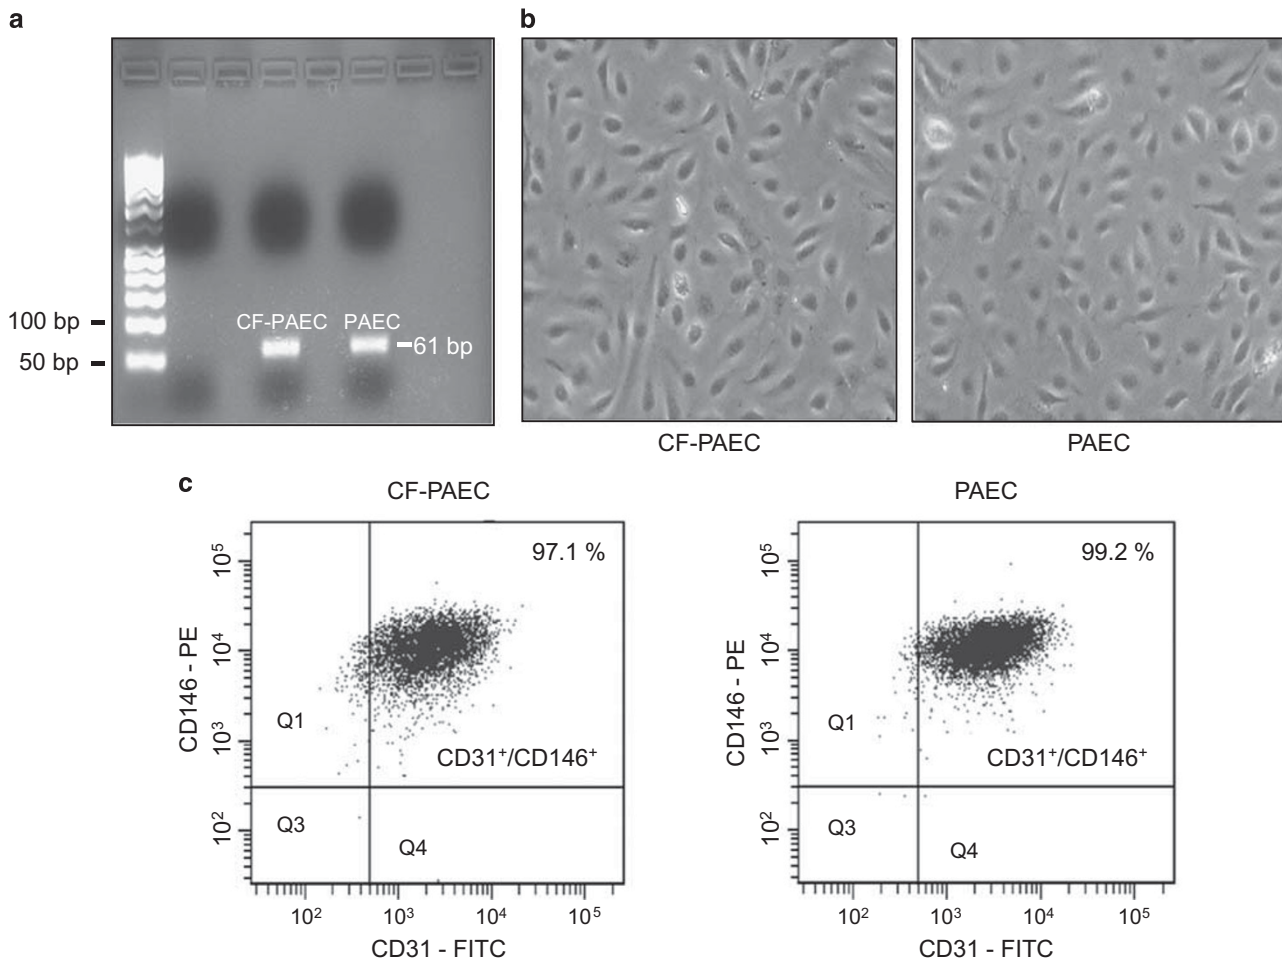 a
100 bp
50 bp
CF-PAEC PAEC
61 bp
b
CF-PAEC
PAEC
c
CF-PAEC
97.1 %
10⁵
10⁴
10³
10²
CD146 - PE
Q1
CD31⁺/CD146⁺
Q3
Q4
10² 10³ 10⁴ 10⁵
CD31 - FITC
PAEC
99.2 %
10⁵
10⁴
10³
10²
CD146 - PE
Q1
CD31⁺/CD146⁺
Q3
Q4
10² 10³ 10⁴ 10⁵
CD31 - FITC